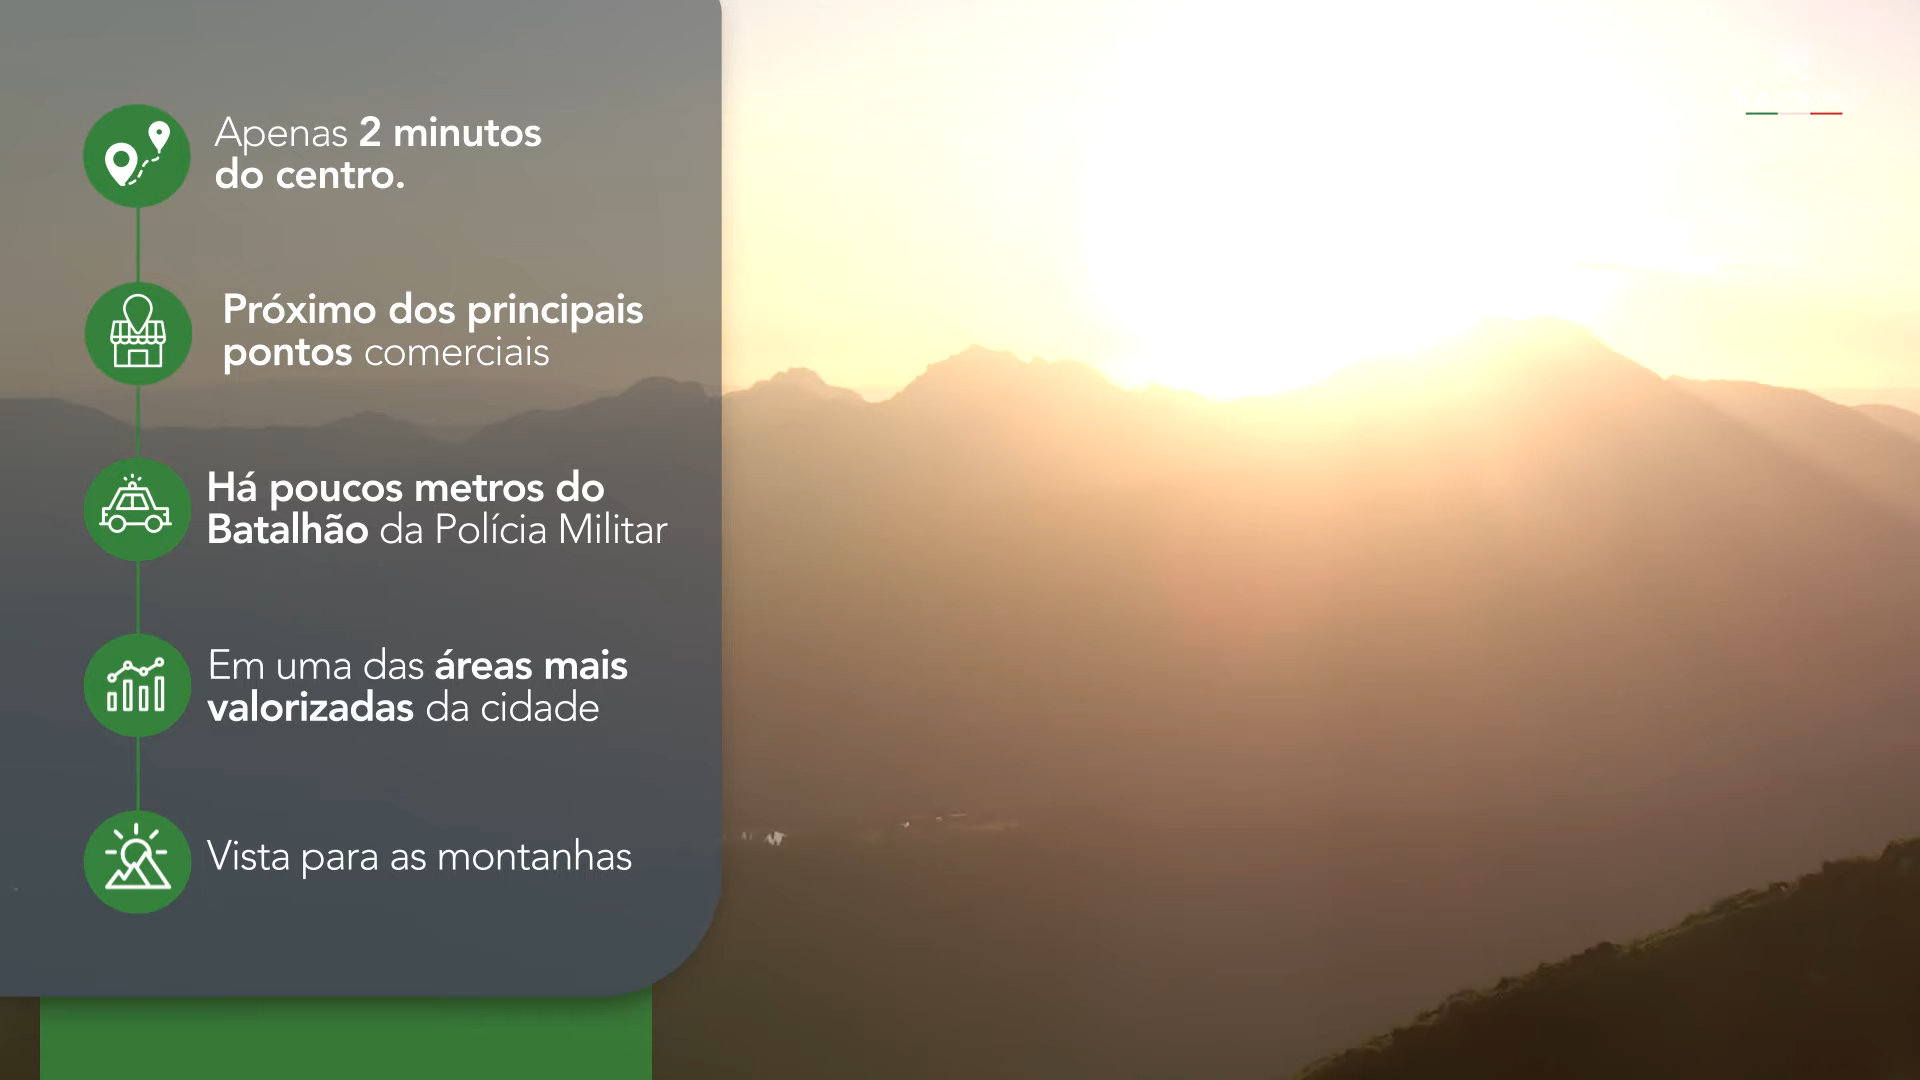 Apenas 2 minutos
do centro.
Próximo dos principais
pontos comerciais
Há poucos metros do
Batalhão da Polícia Militar
Em uma das áreas mais
valorizadas da cidade
Vista para as montanhas